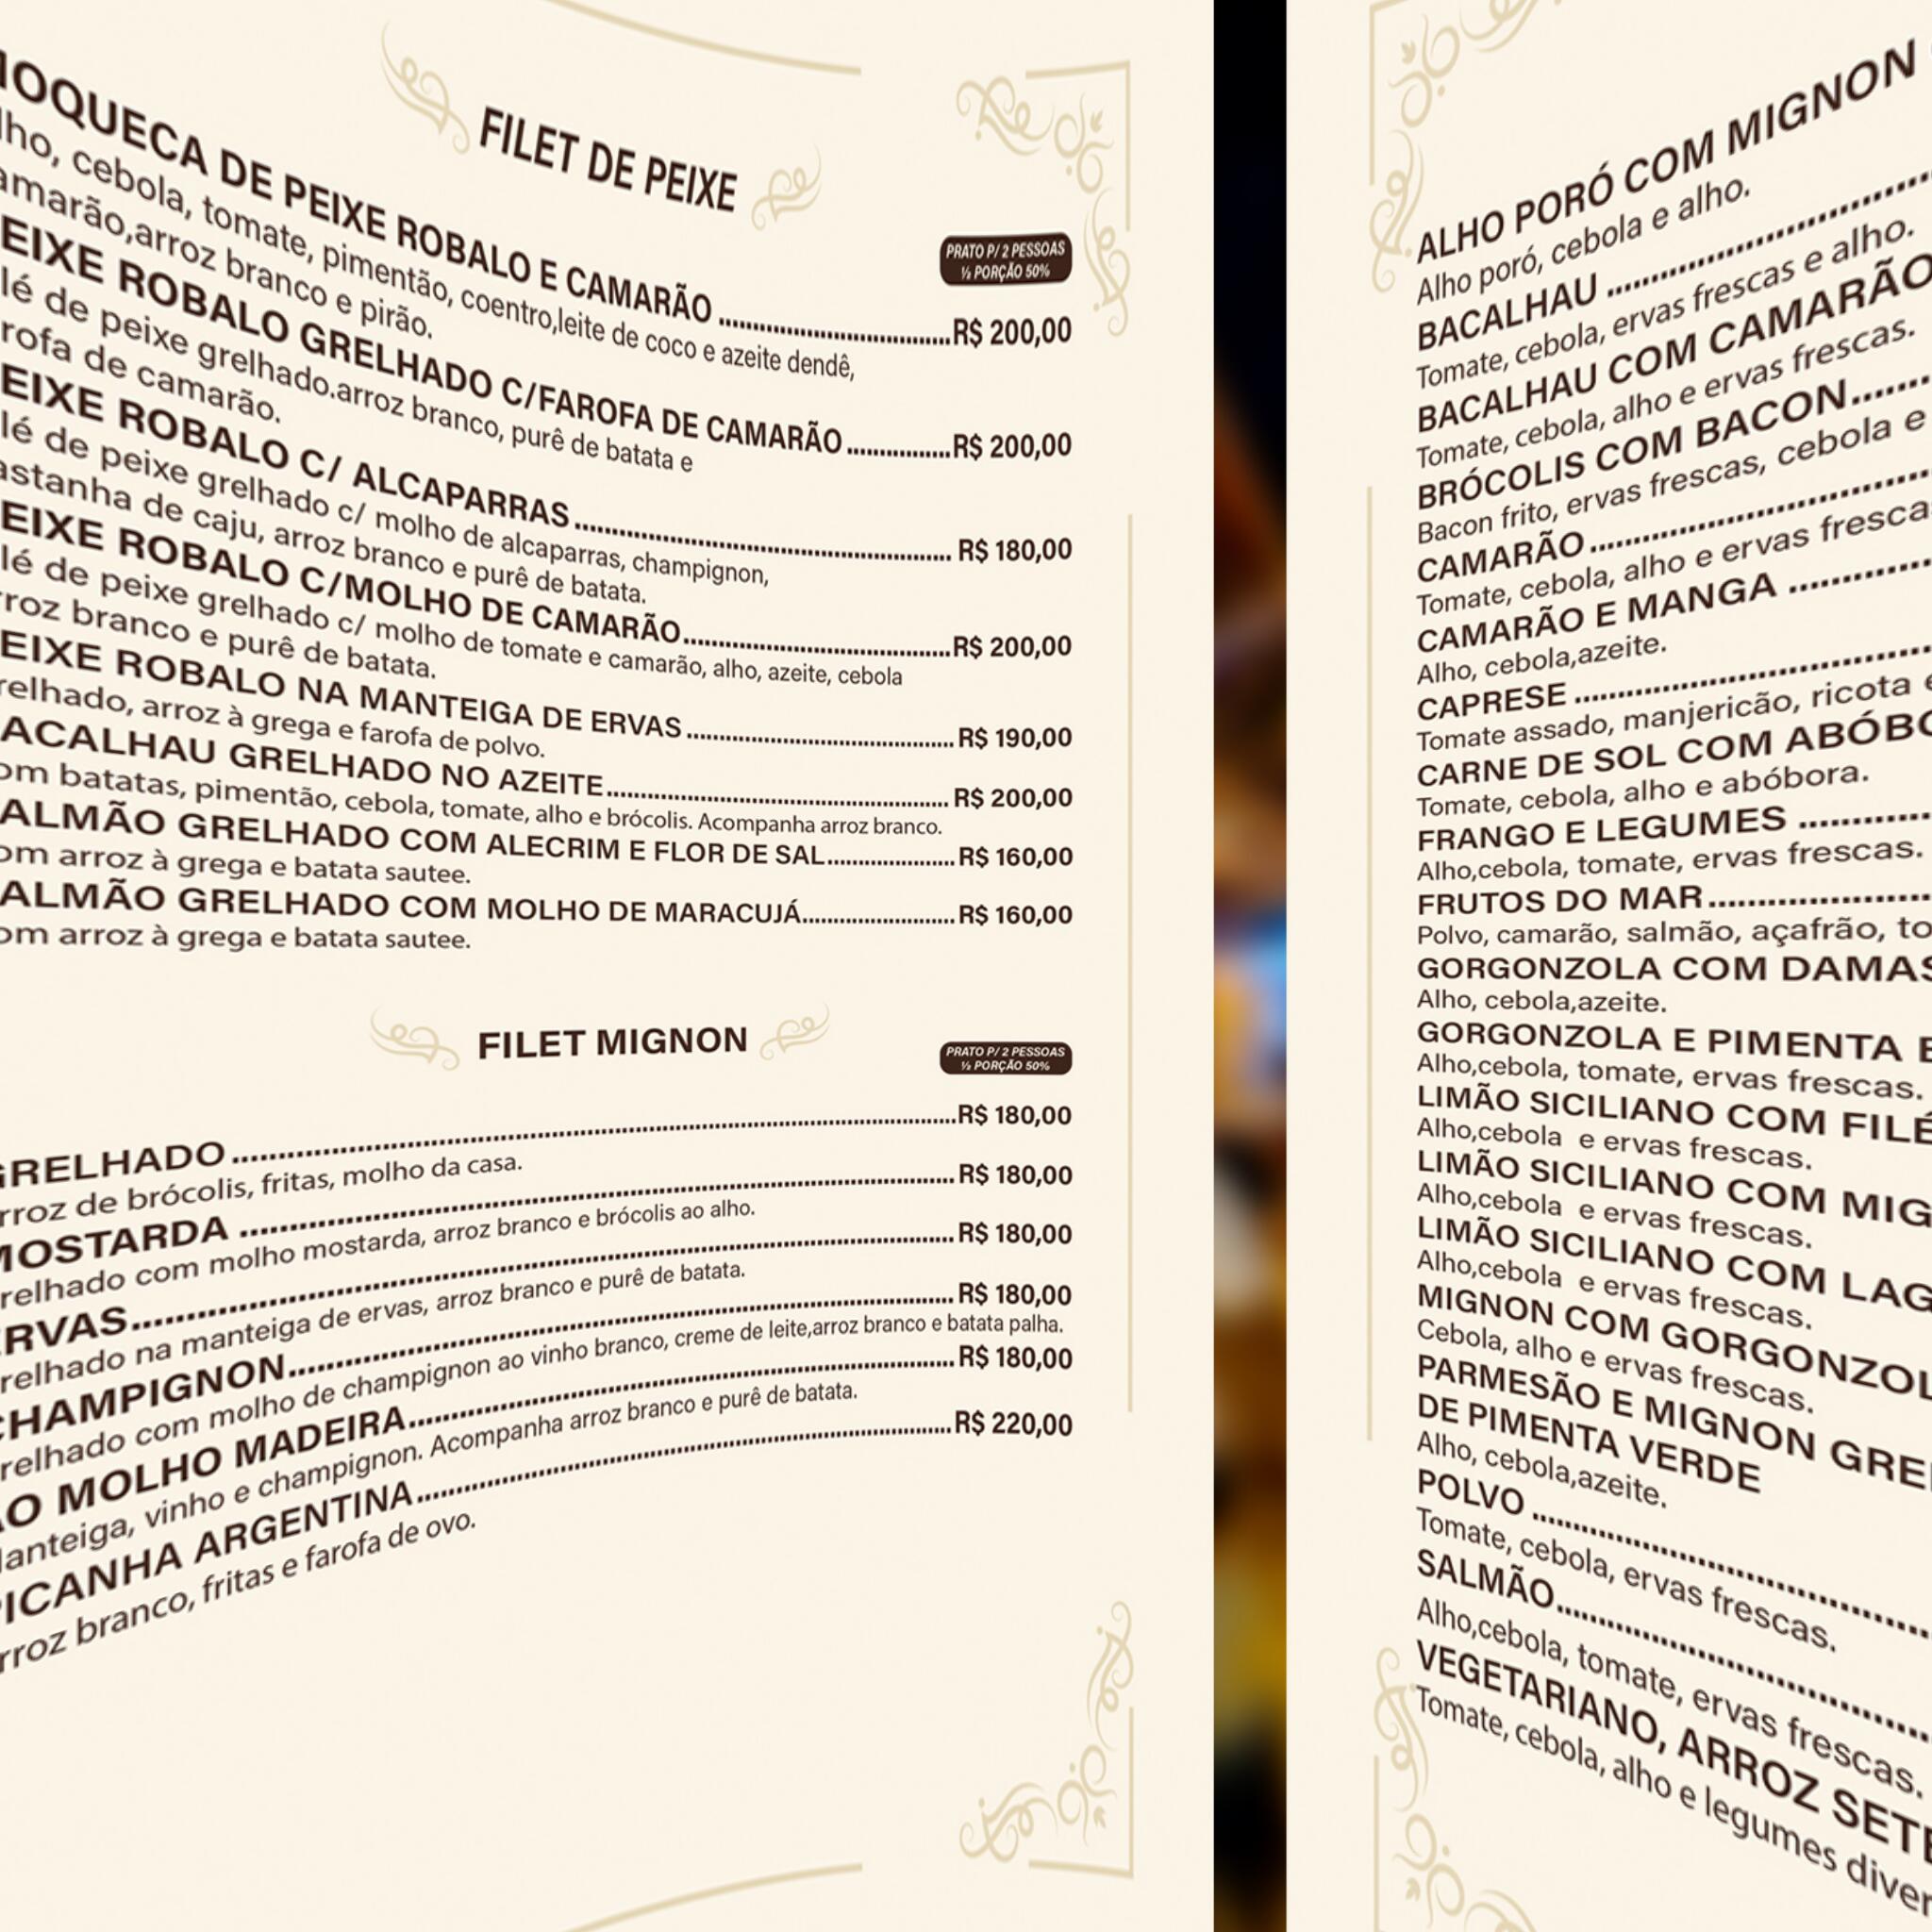 FILET DE PEIXE
PRATO P/ 2 PESSOAS
½ PORÇÃO 50%
MOQUECA DE PEIXE ROBALO E CAMARÃO ........ R$ 200,00
lho, cebola, tomate, pimentão, coentro,leite de coco e azeite dendê,
amarão,arroz branco e pirão.
EIXE ROBALO GRELHADO C/FAROFA DE CAMARÃO ........ R$ 200,00
lé de peixe grelhado.arroz branco, purê de batata e
rofa de camarão.
EIXE ROBALO C/ ALCAPARRAS ........ R$ 180,00
lé de peixe grelhado c/ molho de alcaparras, champignon,
astanha de caju, arroz branco e purê de batata.
EIXE ROBALO C/MOLHO DE CAMARÃO ........ R$ 200,00
lé de peixe grelhado c/ molho de tomate e camarão, alho, azeite, cebola
rroz branco e purê de batata.
EIXE ROBALO NA MANTEIGA DE ERVAS ........ R$ 190,00
relhado, arroz à grega e farofa de polvo.
ACALHAU GRELHADO NO AZEITE ........ R$ 200,00
om batatas, pimentão, cebola, tomate, alho e brócolis. Acompanha arroz branco.
ALMÃO GRELHADO COM ALECRIM E FLOR DE SAL ........ R$ 160,00
om arroz à grega e batata sautee.
ALMÃO GRELHADO COM MOLHO DE MARACUJÁ ........ R$ 160,00
om arroz à grega e batata sautee.
FILET MIGNON
PRATO P/ 2 PESSOAS
½ PORÇÃO 50%
GRELHADO ........ R$ 180,00
rroz de brócolis, fritas, molho da casa.
MOSTARDA ........ R$ 180,00
relhado com molho mostarda, arroz branco e brócolis ao alho.
ERVAS ........ R$ 180,00
relhado na manteiga de ervas, arroz branco e purê de batata.
CHAMPIGNON ........ R$ 180,00
relhado com molho de champignon ao vinho branco, creme de leite,arroz branco e batata palha.
AO MOLHO MADEIRA ........ R$ 180,00
anteiga, vinho e champignon. Acompanha arroz branco e purê de batata.
PICANHA ARGENTINA ........ R$ 220,00
rroz branco, fritas e farofa de ovo.
ALHO PORÓ COM MIGNON
Alho poró, cebola e alho.
BACALHAU ........
Tomate, cebola, ervas frescas e alho.
BACALHAU COM CAMARÃO
Tomate, cebola, alho e ervas frescas.
BRÓCOLIS COM BACON ........
Bacon frito, ervas frescas, cebola e
CAMARÃO ........
Tomate, cebola, alho e ervas fresca
CAMARÃO E MANGA ........
Alho, cebola,azeite.
CAPRESE ........
Tomate assado, manjericão, ricota e
CARNE DE SOL COM ABÓBO
Tomate, cebola, alho e abóbora.
FRANGO E LEGUMES ........
Alho,cebola, tomate, ervas frescas.
FRUTOS DO MAR ........
Polvo, camarão, salmão, açafrão, to
GORGONZOLA COM DAMAS
Alho, cebola,azeite.
GORGONZOLA E PIMENTA E
Alho,cebola, tomate, ervas frescas.
LIMÃO SICILIANO COM FILÉ
Alho,cebola e ervas frescas.
LIMÃO SICILIANO COM MIG
Alho,cebola e ervas frescas.
LIMÃO SICILIANO COM LAG
Alho,cebola e ervas frescas.
MIGNON COM GORGONZOL
Cebola, alho e ervas frescas.
PARMESÃO E MIGNON GREL
DE PIMENTA VERDE
Alho, cebola,azeite.
POLVO ........
Tomate, cebola, ervas frescas.
SALMÃO ........
Alho,cebola, tomate, ervas frescas.
VEGETARIANO, ARROZ SETE
Tomate, cebola, alho e legumes diver